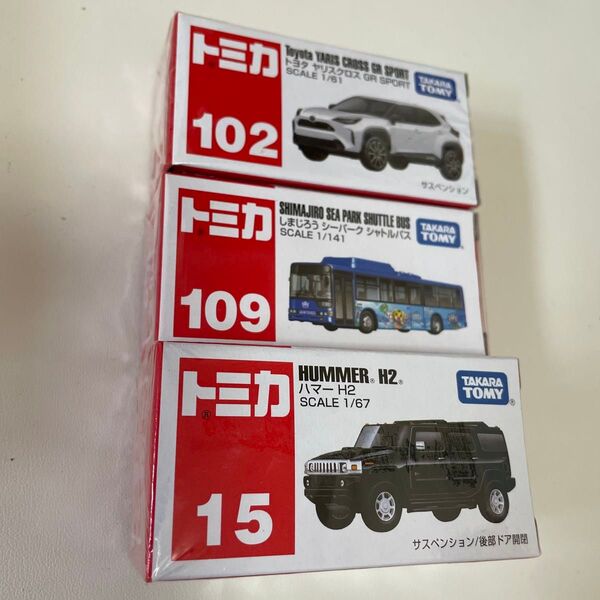 トミカ
102
Toyota YARIS CROSS GR SPORT
トヨタ ヤリスクロス GR SPORT
SCALE 1/61
TAKARA
TOMY
サスペンション
トミカ
109
SHIMAJIRO SEA PARK SHUTTLE BUS
しまじろう シーパーク シャトルバス
SCALE 1/141
TAKARA
TOMY
トミカ®
15
HUMMER® H2®
ハマー H2
SCALE 1/67
TAKARA
TOMY®
サスペンション/後部ドア開閉